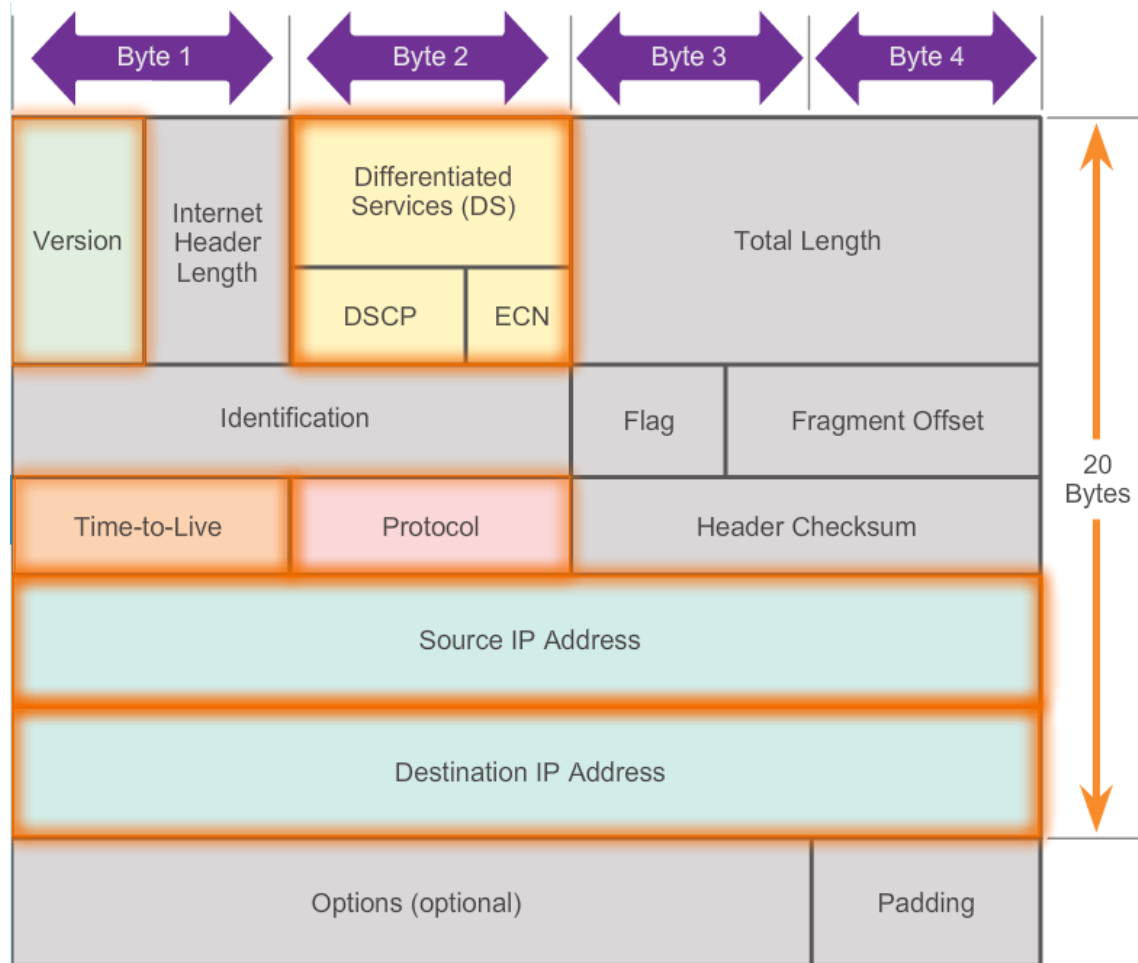 Byte 1
Byte 2
Byte 3
Byte 4
Version
Internet
Header
Length
Differentiated
Services (DS)
DSCP
ECN
Total Length
Identification
Flag
Fragment Offset
20
Bytes
Time-to-Live
Protocol
Header Checksum
Source IP Address
Destination IP Address
Options (optional)
Padding